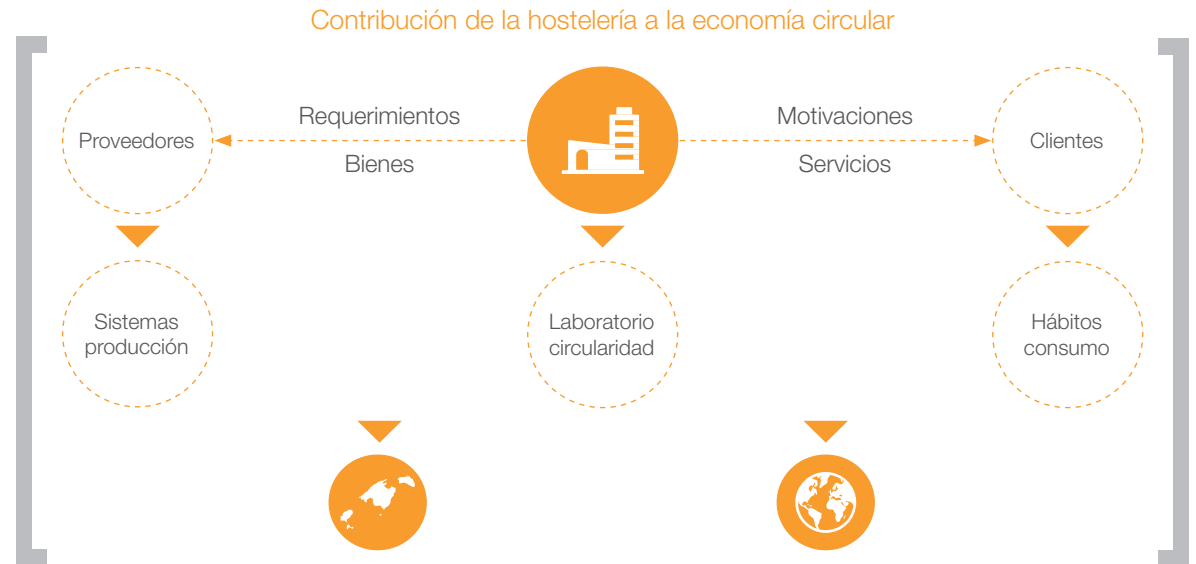 Contribución de la hostelería a la economía circular
Proveedores
Requerimientos
Bienes
Motivaciones
Servicios
Clientes
Sistemas
producción
Laboratorio
circularidad
Hábitos
consumo